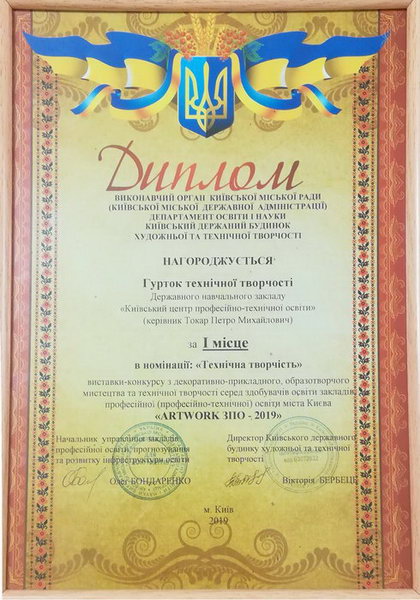 Диплом
ВИКОНАВЧИЙ ОРГАН КИЇВСЬКОЇ МІСЬКОЇ РАДИ
(КИЇВСЬКОЇ МІСЬКОЇ ДЕРЖАВНОЇ АДМІНІСТРАЦІЇ)
ДЕПАРТАМЕНТ ОСВІТИ І НАУКИ
КИЇВСЬКИЙ ДЕРЖАНИЙ БУДИНОК
ХУДОЖНЬОЇ ТА ТЕХНІЧНОЇ ТВОРЧОСТІ
НАГОРОДЖУЄТЬСЯ
Гурток технічної творчості
Державного навчального закладу
«Київський центр професійно-технічної освіти»
(керівник Токар Петро Михайлович)
за І місце
в номінації: «Технічна творчість»
виставки-конкурсу з декоративно-прикладного, образотворчого
мистецтва та технічної творчості серед здобувачів освіти закладів
професійної (професійно-технічної) освіти міста Києва
«ARTWORK ЗПО - 2019»
Начальник управління закладів
професійної освіти, прогнозування
та розвитку інфраструктури освіти
Олег БОНДАРЕНКО
Директор Київського державного
будинку художньої та технічної
творчості
Вікторія БЕРБЕЦЬ
м. Київ
2019